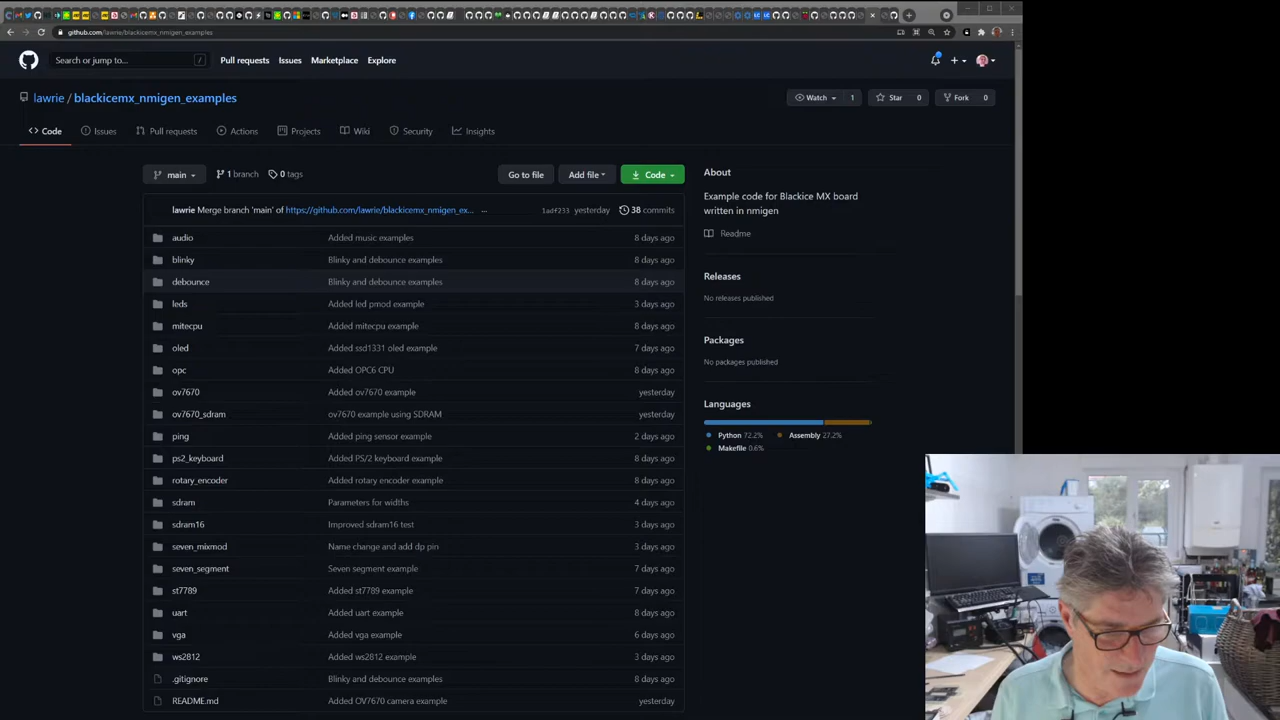 github.com/lawrie/blackicemx_nmigen_examples
Search or jump to...
/
Pull requests
Issues
Marketplace
Explore
lawrie / blackicemx_nmigen_examples
Watch
1
Star
0
Fork
0
Code
Issues
Pull requests
Actions
Projects
Wiki
Security
Insights
main
1 branch
0 tags
Go to file
Add file
Code
lawrie Merge branch 'main' of https://github.com/lawrie/blackicemx_nmigen_ex... ... 1adf233 yesterday 38 commits
audio Added music examples 8 days ago
blinky Blinky and debounce examples 8 days ago
debounce Blinky and debounce examples 8 days ago
leds Added led pmod example 3 days ago
mitecpu Added mitecpu example 8 days ago
oled Added ssd1331 oled example 7 days ago
opc Added OPC6 CPU 8 days ago
ov7670 Added ov7670 example yesterday
ov7670_sdram ov7670 example using SDRAM yesterday
ping Added ping sensor example 2 days ago
ps2_keyboard Added PS/2 keyboard example 8 days ago
rotary_encoder Added rotary encoder example 8 days ago
sdram Parameters for widths 4 days ago
sdram16 Improved sdram16 test 3 days ago
seven_mixmod Name change and add dp pin 3 days ago
seven_segment Seven segment example 7 days ago
st7789 Added st7789 example 7 days ago
uart Added uart example 8 days ago
vga Added vga example 6 days ago
ws2812 Added ws2812 example 3 days ago
.gitignore Blinky and debounce examples 8 days ago
README.md Added OV7670 camera example yesterday
About
Example code for Blackice MX board
written in nmigen
Readme
Releases
No releases published
Packages
No packages published
Languages
Python 72.2%
Assembly 27.2%
Makefile 0.6%